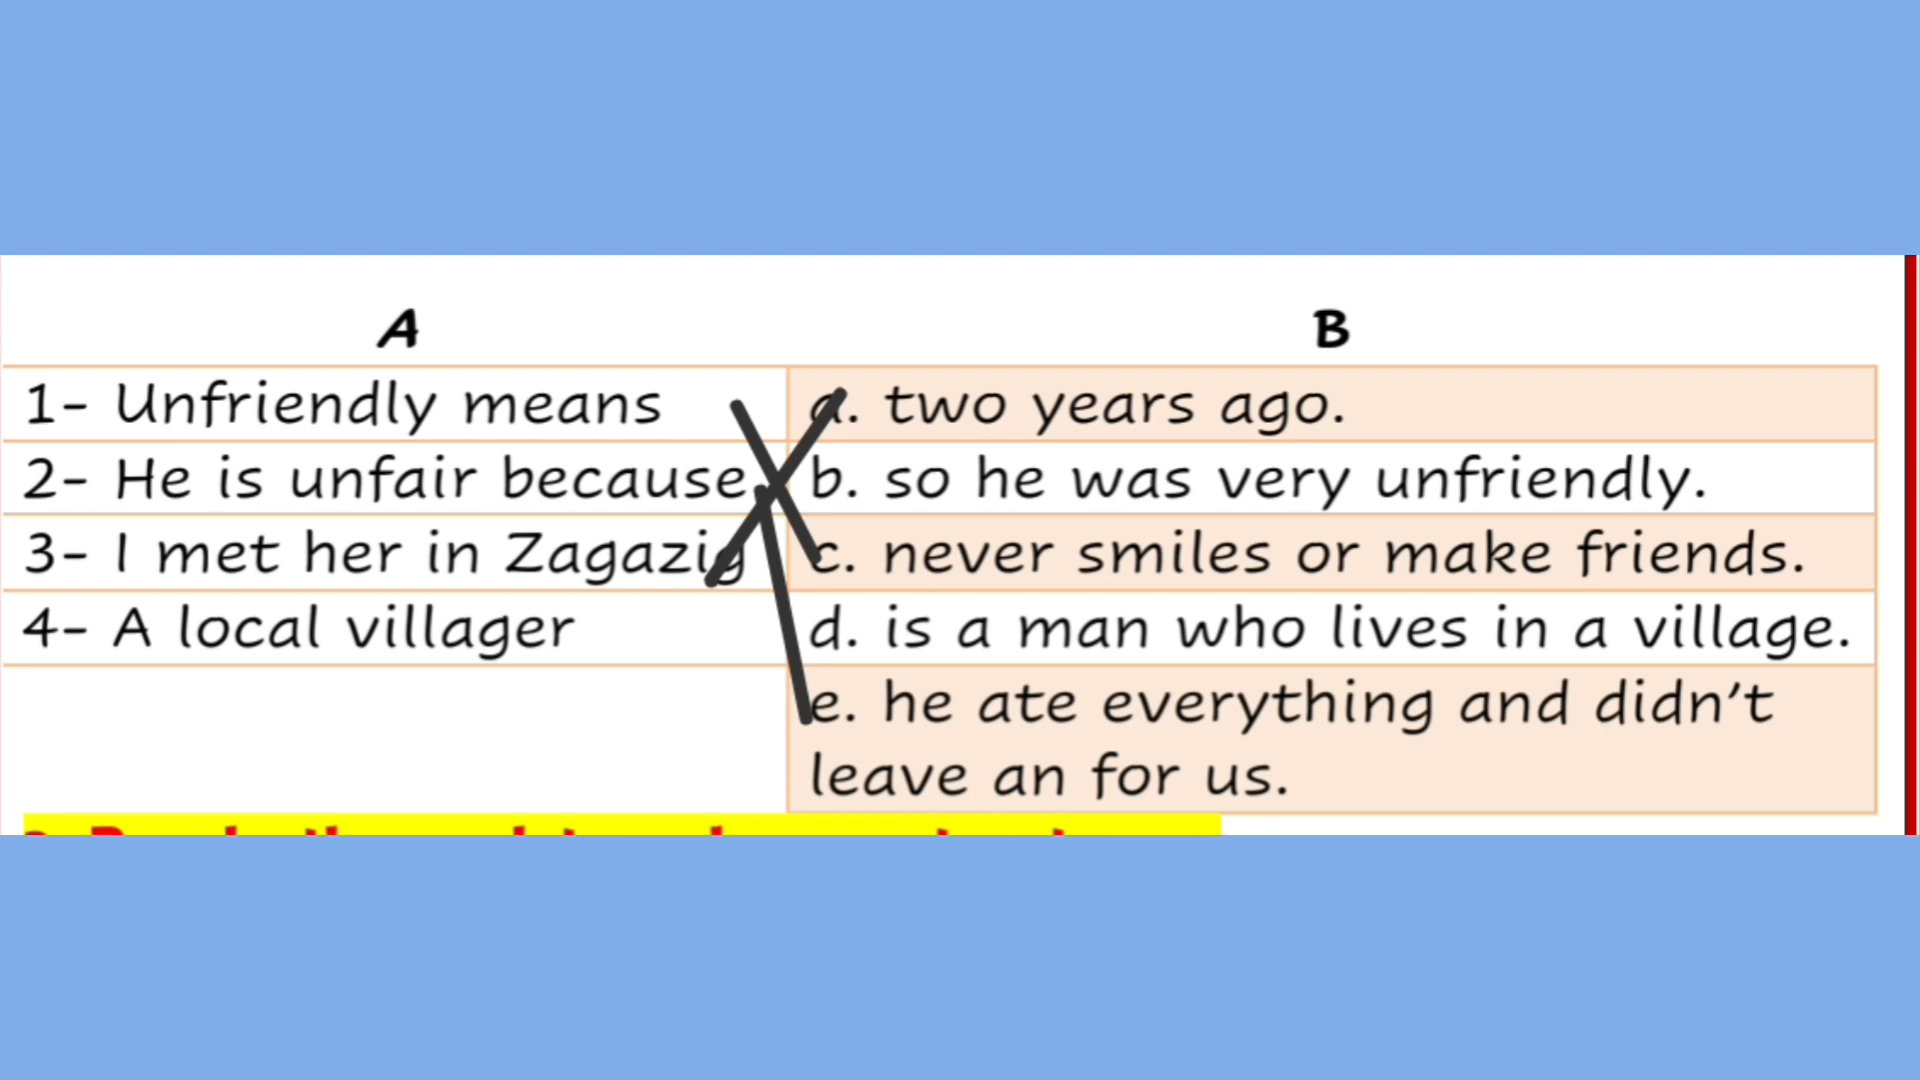 A B
1- Unfriendly means a. two years ago.
2- He is unfair because b. so he was very unfriendly.
3- I met her in Zagazig c. never smiles or make friends.
4- A local villager d. is a man who lives in a village.
e. he ate everything and didn't
leave an for us.